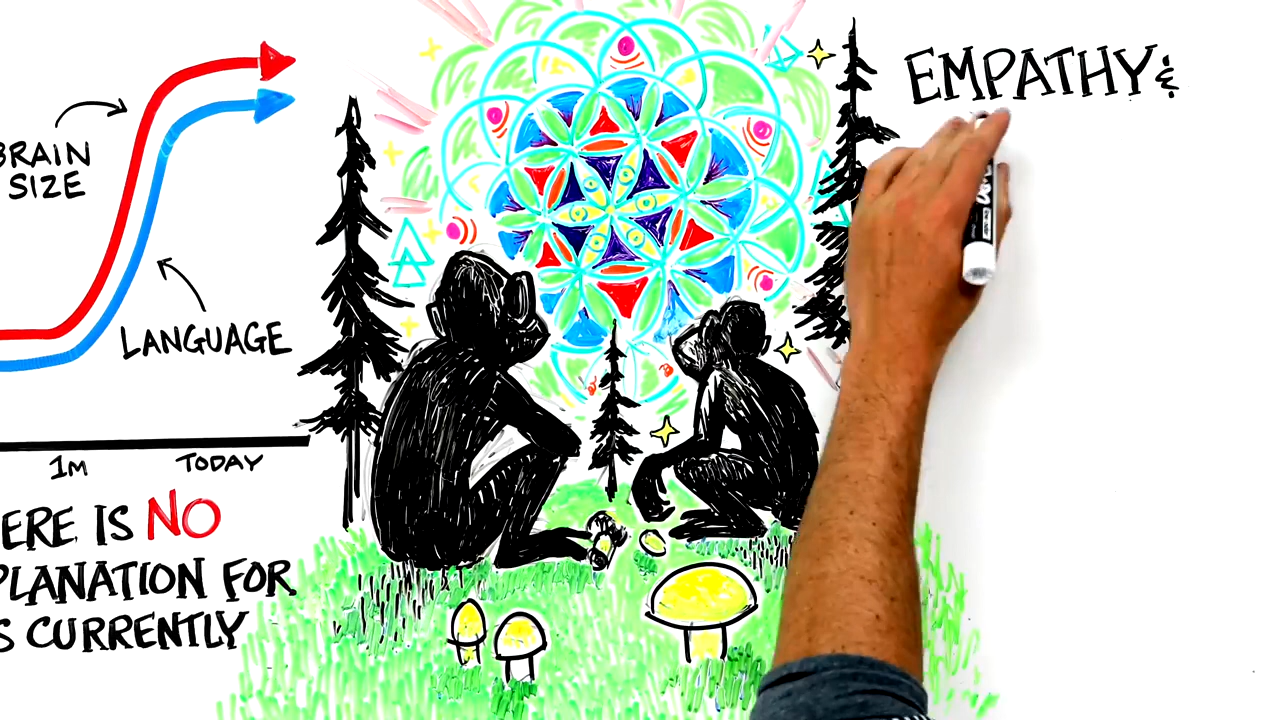 BRAIN
SIZE
LANGUAGE
1M TODAY
ERE IS NO
PLANATION FOR
S CURRENTLY
EMPATHY &